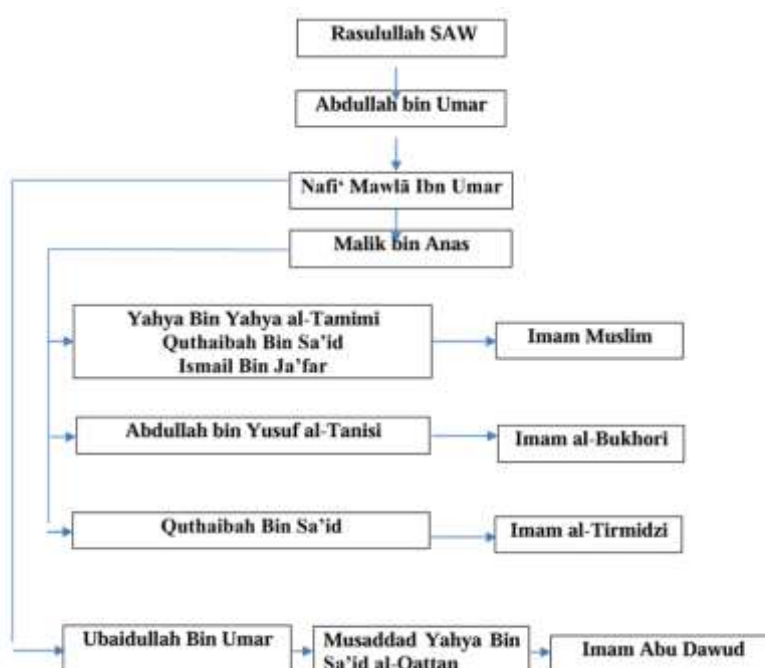 Rasulullah SAW
Abdullah bin Umar
Nafi‘ Mawlā Ibn Umar
Malik bin Anas
Yahya Bin Yahya al-Tamimi
Quthaibah Bin Sa’id
Ismail Bin Ja’far
Imam Muslim
Abdullah bin Yusuf al-Tanisi
Imam al-Bukhori
Quthaibah Bin Sa’id
Imam al-Tirmidzi
Ubaidullah Bin Umar
Musaddad Yahya Bin
Sa’id al-Qattan
Imam Abu Dawud